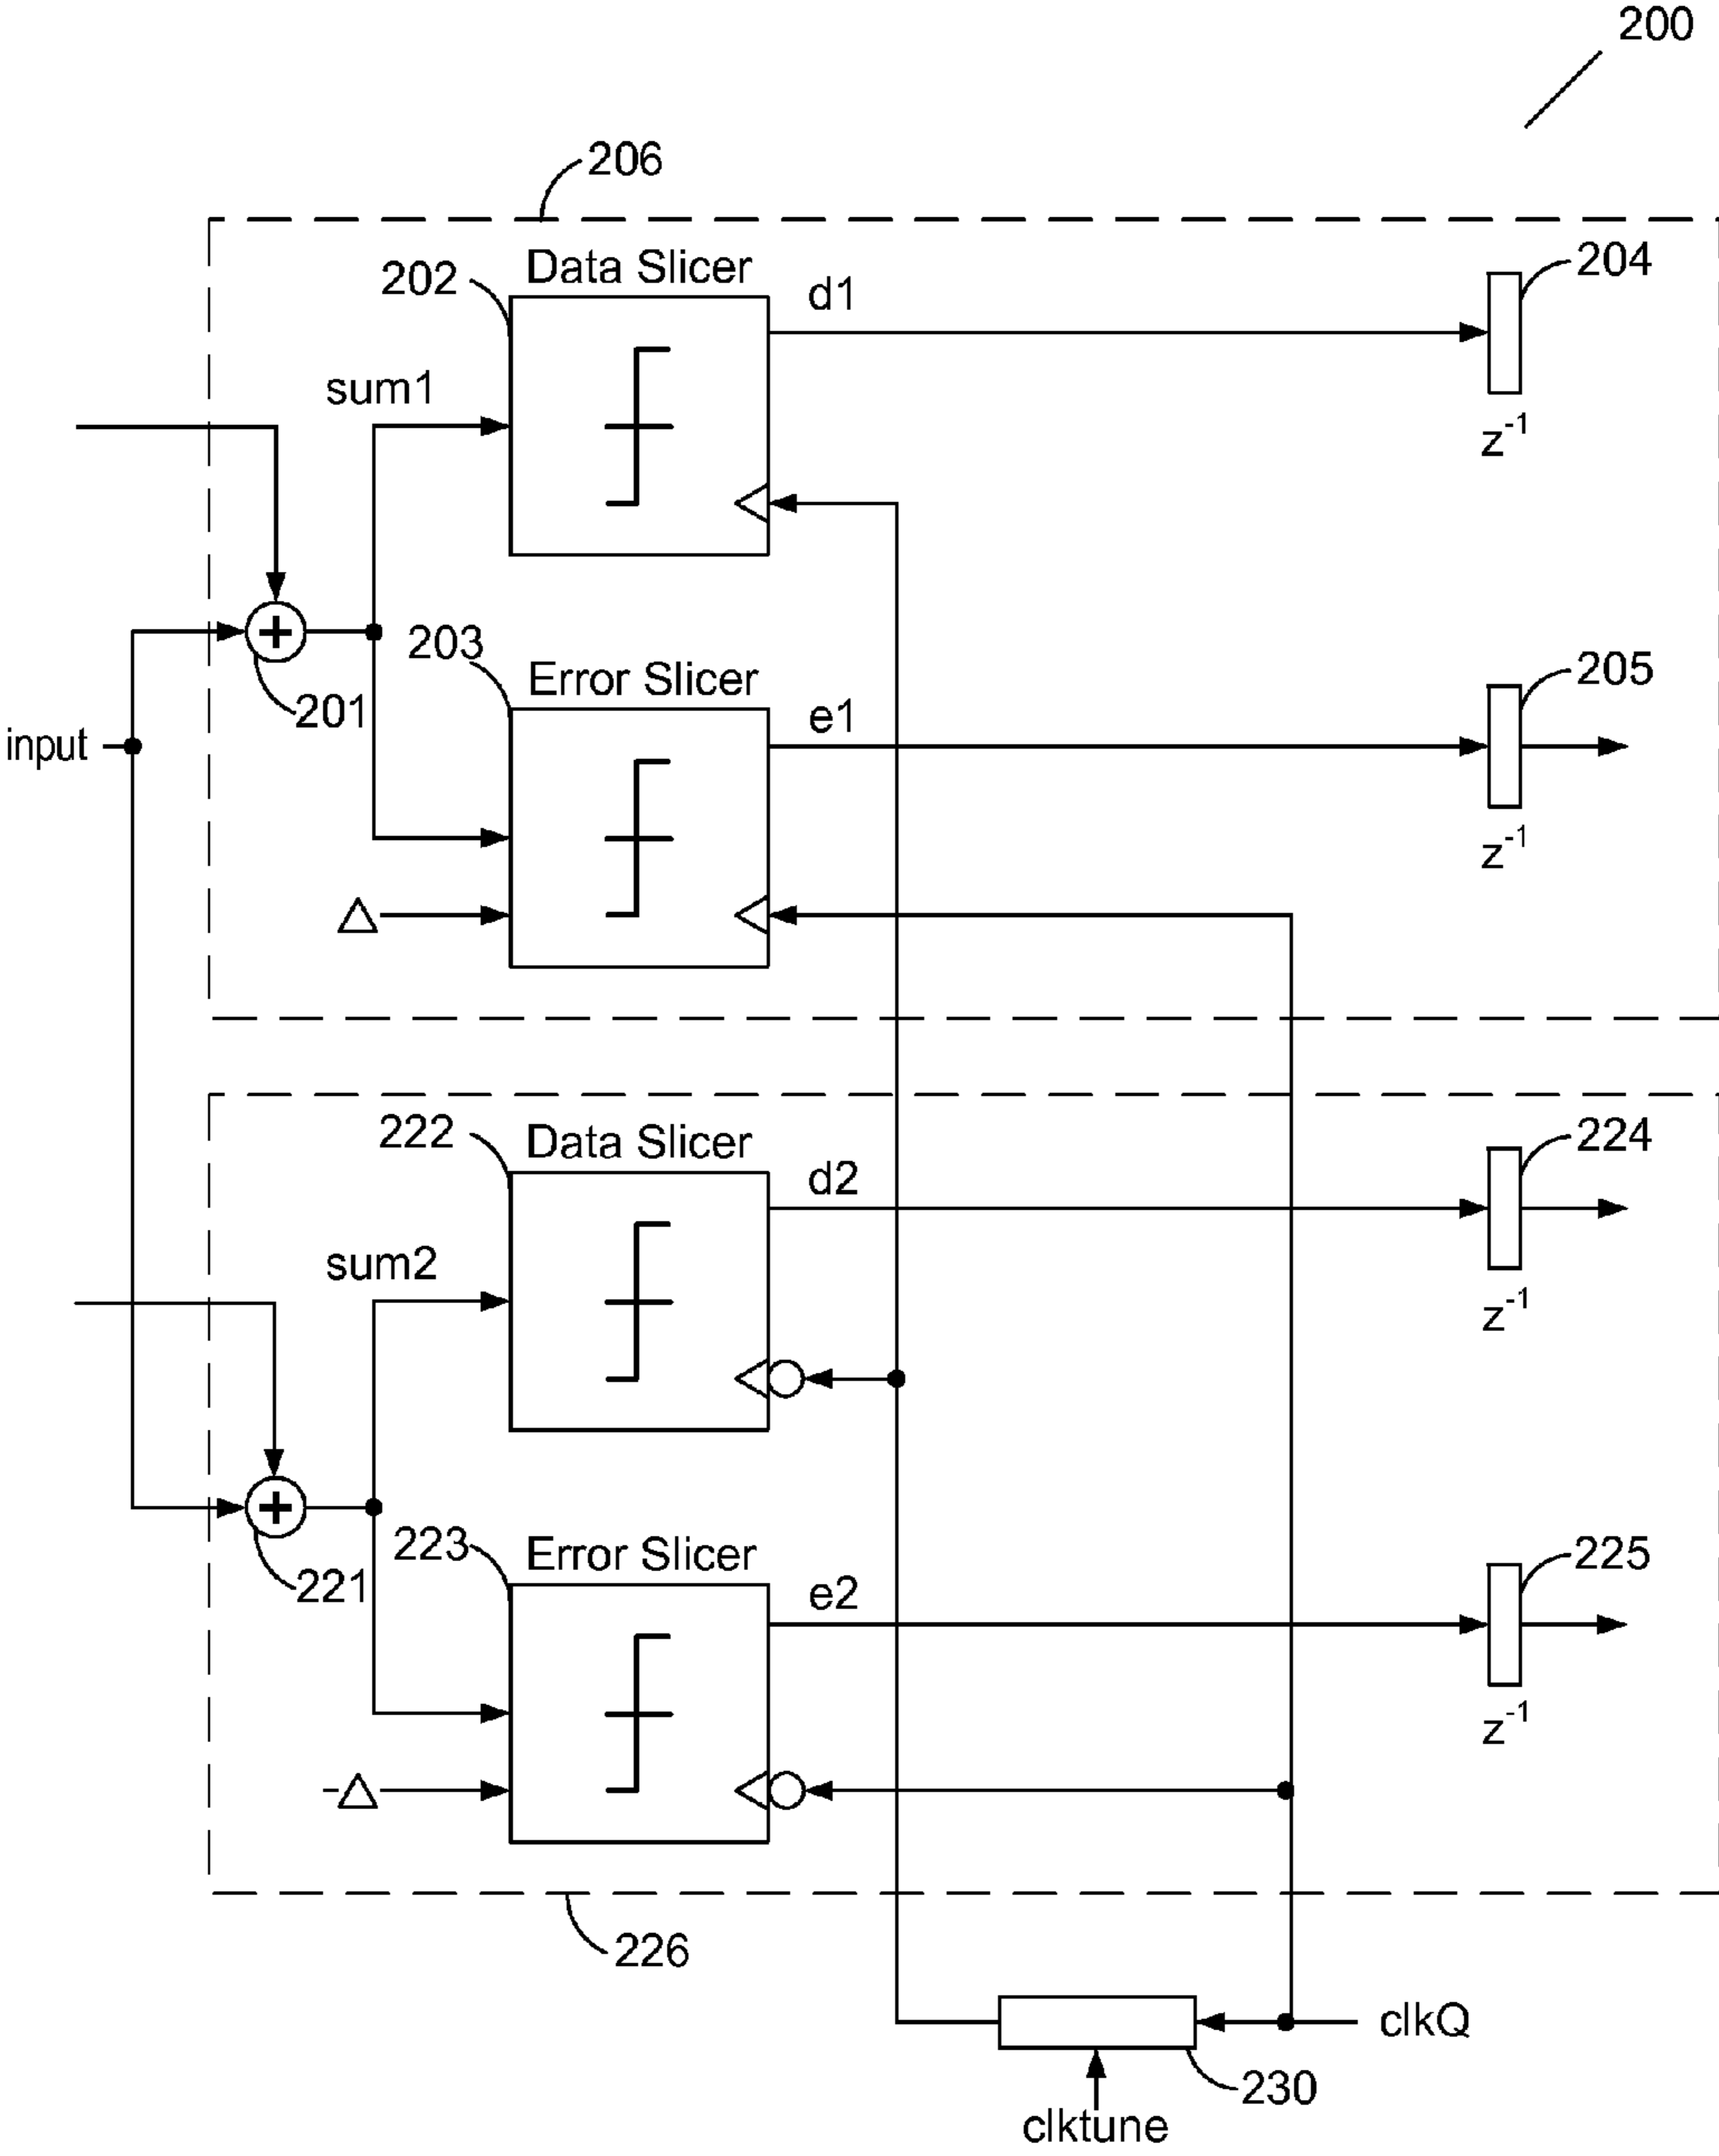 200
206
Data Slicer
202
d1
204
sum1
z-1
203
Error Slicer
e1
205
201
input
z-1
△
222
Data Slicer
d2
224
sum2
z-1
223
Error Slicer
e2
225
221
z-1
-△
226
clkQ
230
clktune